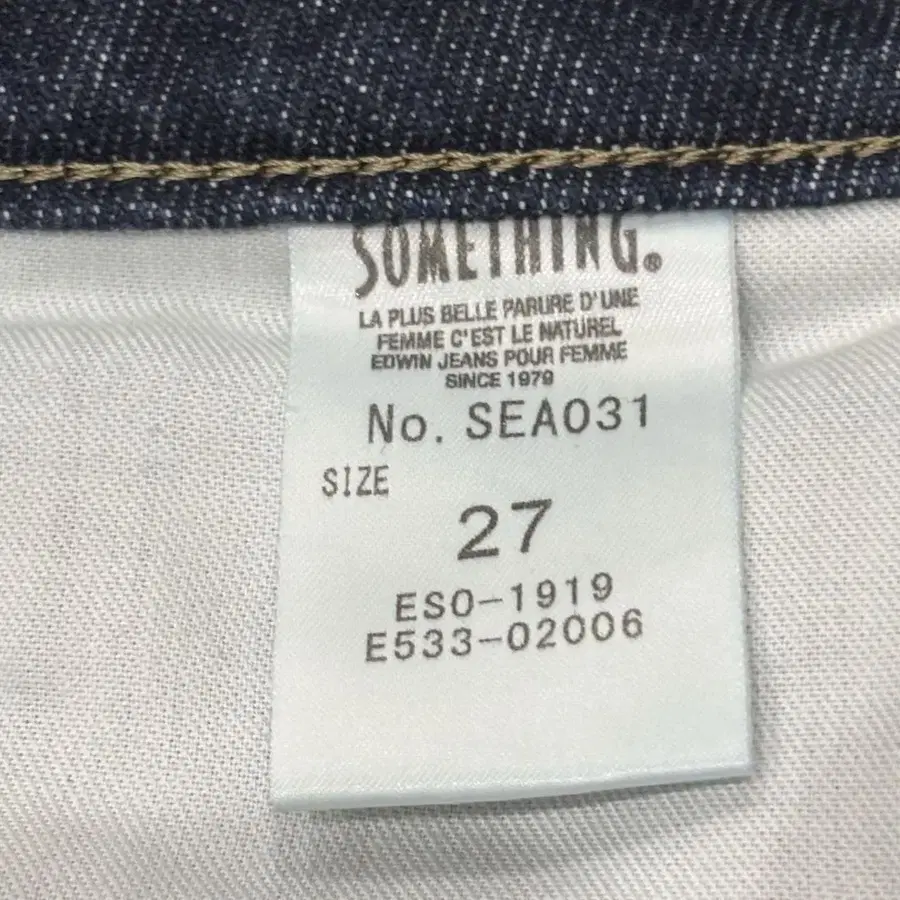 SOMETHING®
LA PLUS BELLE PARURE D'UNE
FEMME C'EST LE NATUREL
EDWIN JEANS POUR FEMME
SINCE 1979
No. SEA031
SIZE
27
ESO-1919
E533-02006